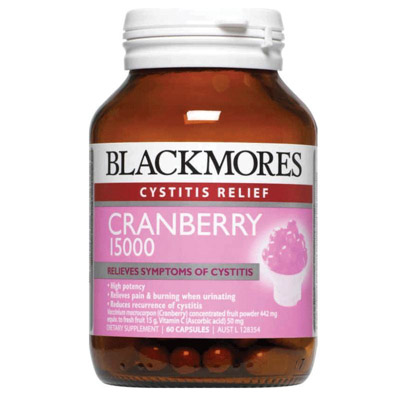 BLACKMORES
CYSTITIS RELIEF
CRANBERRY
15000
RELIEVES SYMPTOMS OF CYSTITIS
• High potency
• Relieves pain & burning when urinating
• Reduces recurrence of cystitis
Vaccinium macrocarpon (Cranberry) concentrated fruit powder 442 mg
equiv. to fresh fruit 15 g, Vitamin C (Ascorbic acid) 50 mg
DIETARY SUPPLEMENT | 60 CAPSULES | AUST L 128364